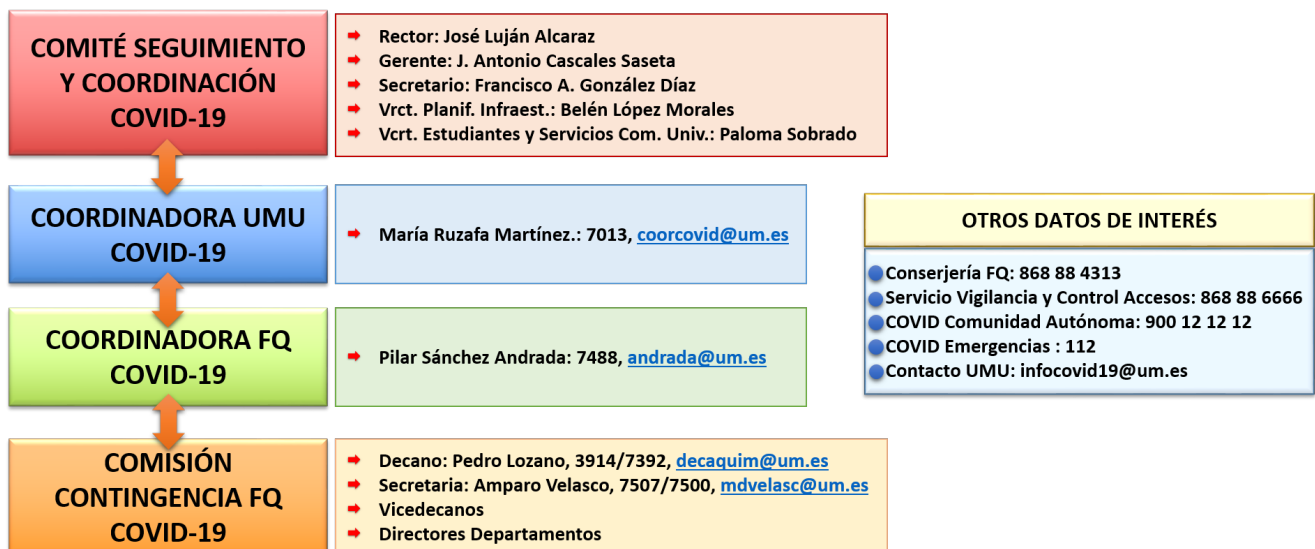 COMITÉ SEGUIMIENTO
Y COORDINACIÓN
COVID-19
Rector: José Luján Alcaraz
Gerente: J. Antonio Cascales Saseta
Secretario: Francisco A. González Díaz
Vrct. Planif. Infraest.: Belén López Morales
Vcrt. Estudiantes y Servicios Com. Univ.: Paloma Sobrado
COORDINADORA UMU
COVID-19
María Ruzafa Martínez.: 7013, coorcovid@um.es
COORDINADORA FQ
COVID-19
Pilar Sánchez Andrada: 7488, andrada@um.es
COMISIÓN
CONTINGENCIA FQ
COVID-19
Decano: Pedro Lozano, 3914/7392, decaquim@um.es
Secretaria: Amparo Velasco, 7507/7500, mdvelasc@um.es
Vicedecanos
Directores Departamentos
OTROS DATOS DE INTERÉS
Conserjería FQ: 868 88 4313
Servicio Vigilancia y Control Accesos: 868 88 6666
COVID Comunidad Autónoma: 900 12 12 12
COVID Emergencias : 112
Contacto UMU: infocovid19@um.es